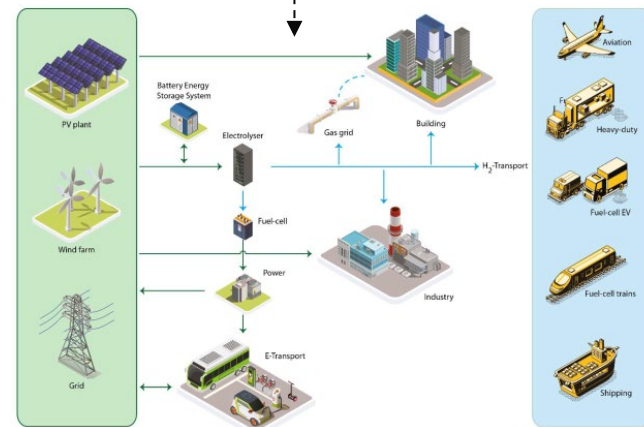 PV plant
Wind farm
Grid
Battery Energy
Storage System
Electrolyser
Fuel-cell
Power
E-Transport
Gas grid
Building
Industry
H₂-Transport
Aviation
Heavy-duty
Fuel-cell EV
Fuel-cell trains
Shipping